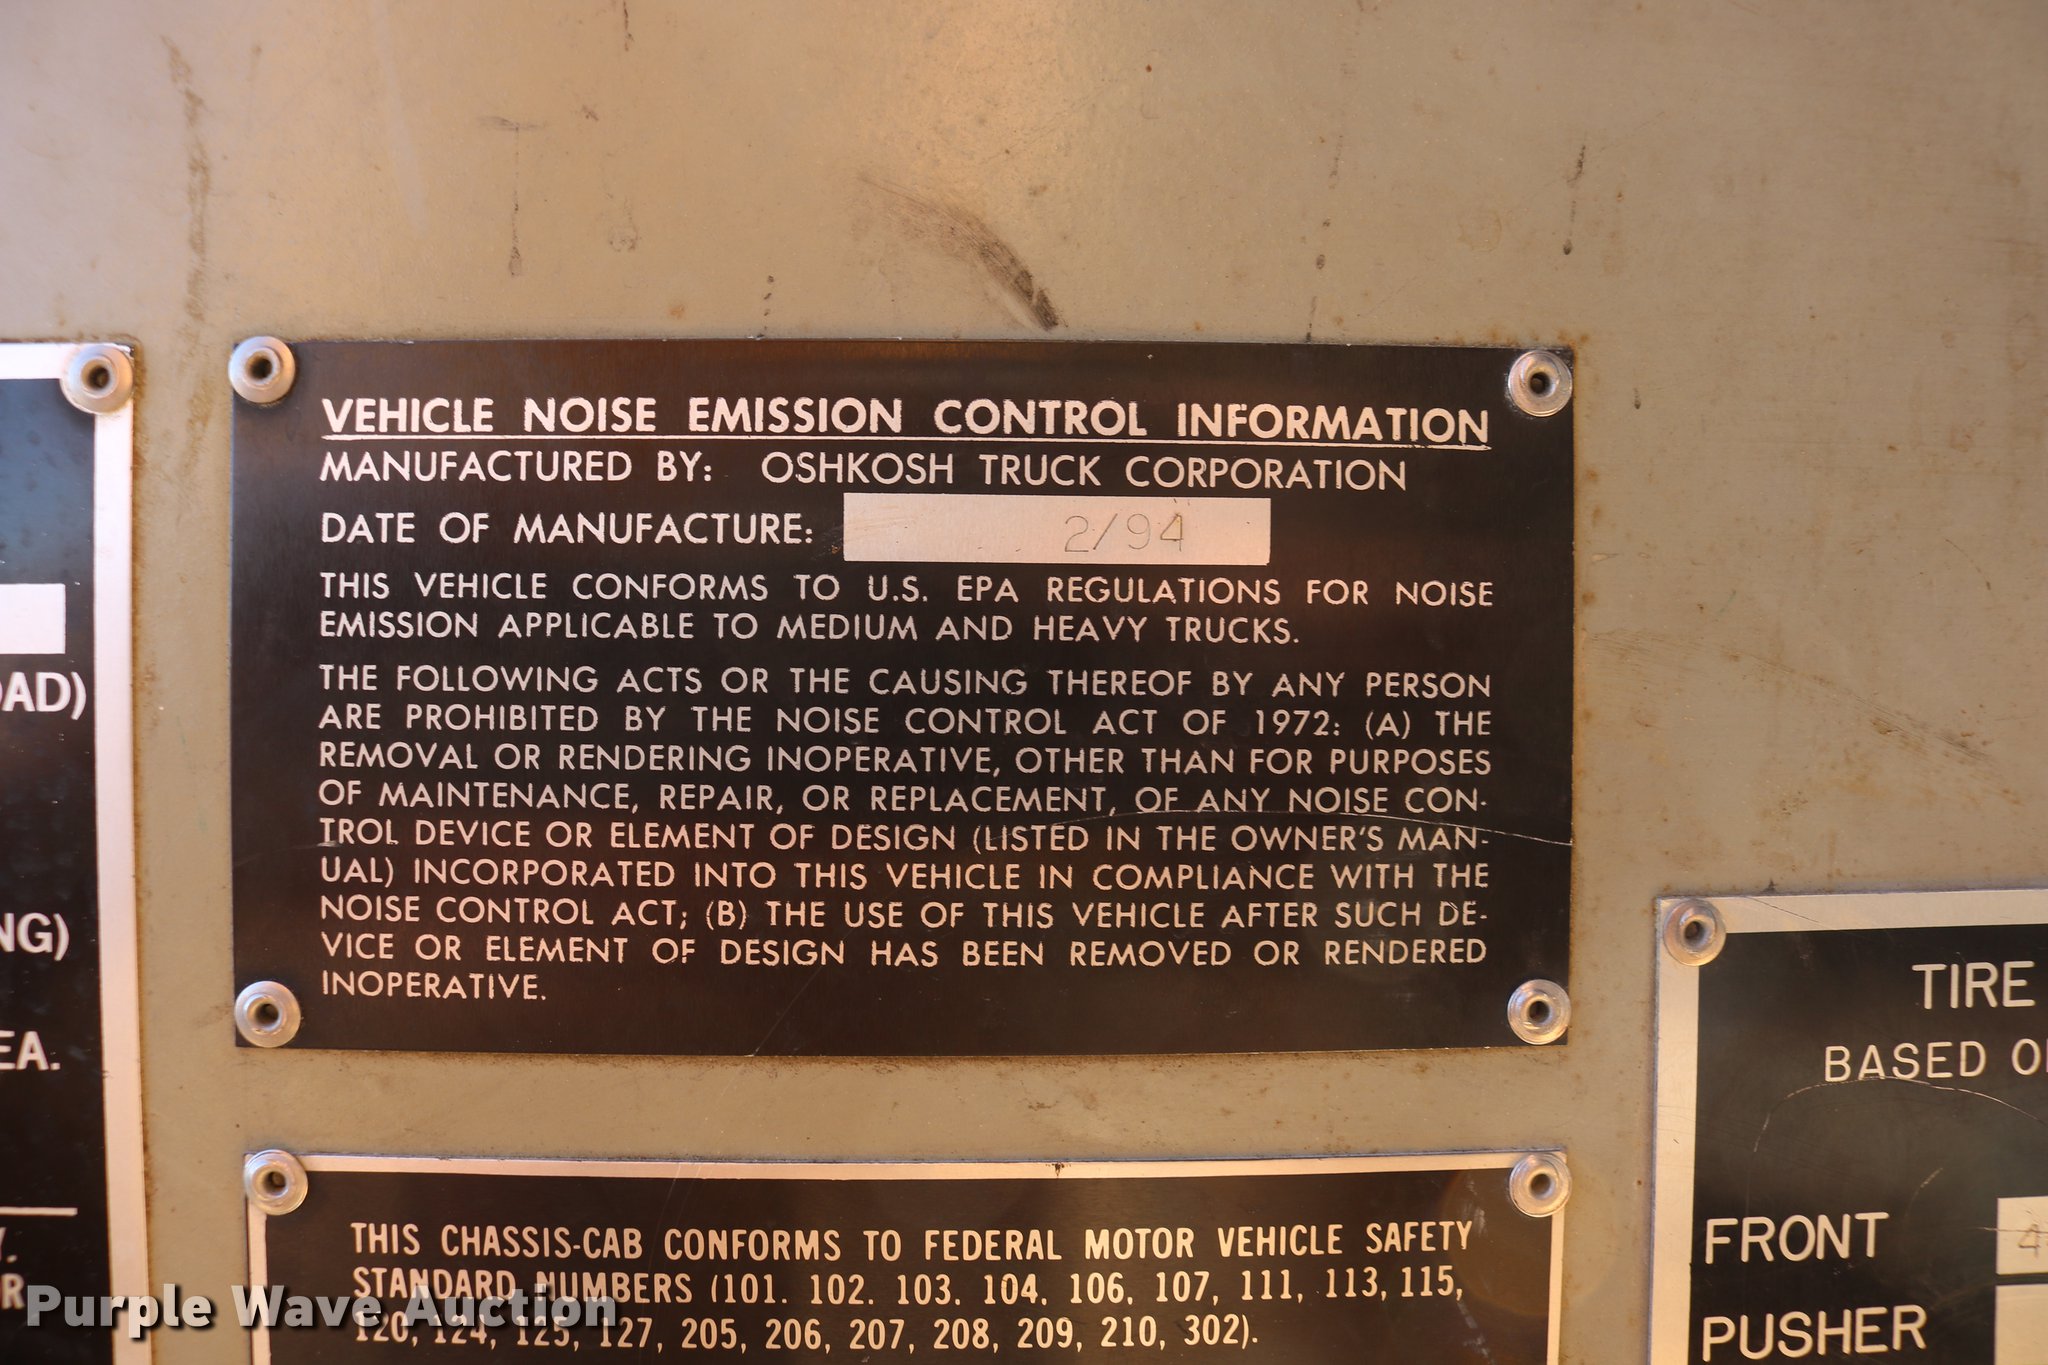 VEHICLE NOISE EMISSION CONTROL INFORMATION
MANUFACTURED BY: OSHKOSH TRUCK CORPORATION
DATE OF MANUFACTURE: 2/94
THIS VEHICLE CONFORMS TO U.S. EPA REGULATIONS FOR NOISE
EMISSION APPLICABLE TO MEDIUM AND HEAVY TRUCKS.
THE FOLLOWING ACTS OR THE CAUSING THEREOF BY ANY PERSON
ARE PROHIBITED BY THE NOISE CONTROL ACT OF 1972: (A) THE
REMOVAL OR RENDERING INOPERATIVE, OTHER THAN FOR PURPOSES
OF MAINTENANCE, REPAIR, OR REPLACEMENT, OF ANY NOISE CON-
TROL DEVICE OR ELEMENT OF DESIGN (LISTED IN THE OWNER'S MAN-
UAL) INCORPORATED INTO THIS VEHICLE IN COMPLIANCE WITH THE
NOISE CONTROL ACT; (B) THE USE OF THIS VEHICLE AFTER SUCH DE-
VICE OR ELEMENT OF DESIGN HAS BEEN REMOVED OR RENDERED
INOPERATIVE.
THIS CHASSIS-CAB CONFORMS TO FEDERAL MOTOR VEHICLE SAFETY
STANDARD NUMBERS (101. 102. 103. 104. 106. 107, 111, 113, 115,
120, 124, 125, 127, 205, 206, 207, 208, 209, 210, 302).
OAD)
NG)
EA.
Y.
OR
TIRE
BASED O
FRONT 4
PUSHER
Purple Wave Auction